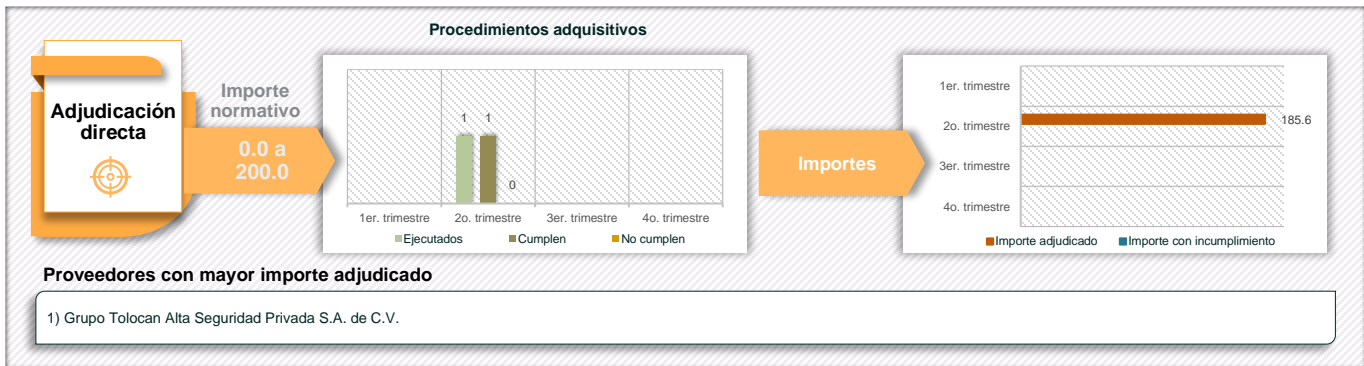 Procedimientos adquisitivos
Adjudicación
directa
Importe
normativo
0.0 a
200.0
1
1
0
1er. trimestre
2o. trimestre
3er. trimestre
4o. trimestre
Ejecutados
Cumplen
No cumplen
Importes
1er. trimestre
2o. trimestre
3er. trimestre
4o. trimestre
185.6
Importe adjudicado
Importe con incumplimiento
Proveedores con mayor importe adjudicado
1) Grupo Tolocan Alta Seguridad Privada S.A. de C.V.